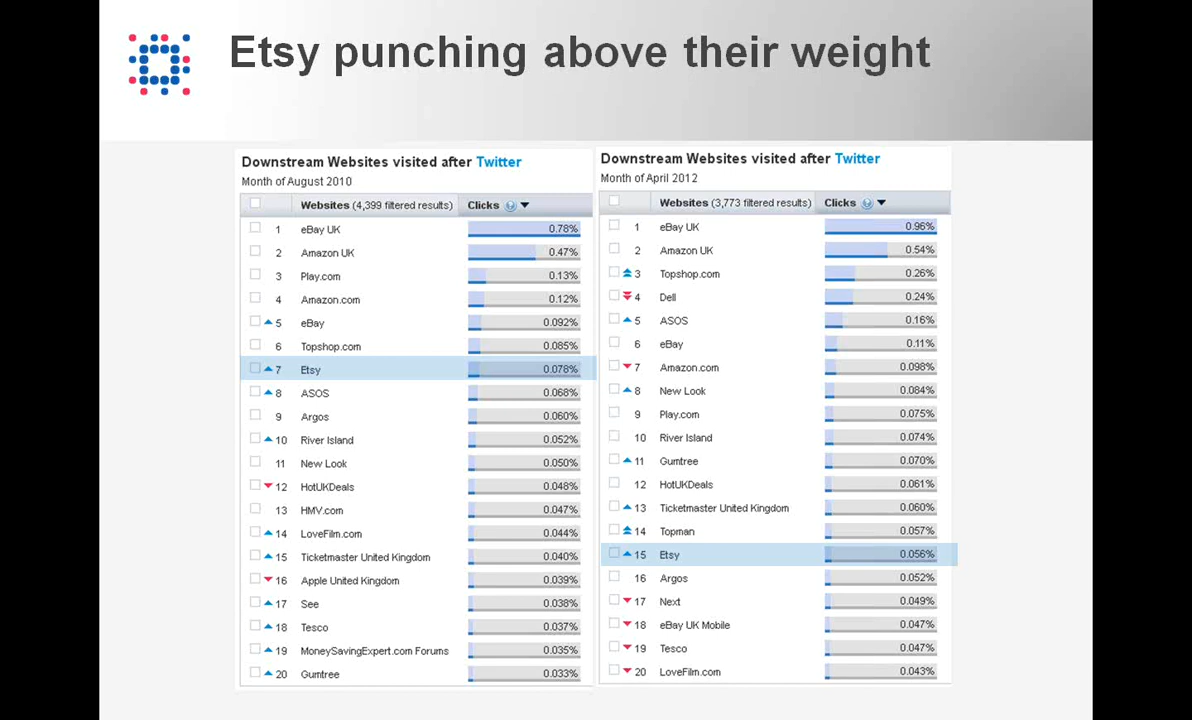 Etsy punching above their weight
Downstream Websites visited after Twitter
Month of August 2010
Websites (4,399 filtered results) Clicks ?
1 eBay UK 0.78%
2 Amazon UK 0.47%
3 Play.com 0.13%
4 Amazon.com 0.12%
5 eBay 0.092%
6 Topshop.com 0.085%
7 Etsy 0.078%
8 ASOS 0.068%
9 Argos 0.060%
10 River Island 0.052%
11 New Look 0.050%
12 HotUKDeals 0.048%
13 HMV.com 0.047%
14 LoveFilm.com 0.044%
15 Ticketmaster United Kingdom 0.040%
16 Apple United Kingdom 0.039%
17 See 0.038%
18 Tesco 0.037%
19 MoneySavingExpert.com Forums 0.035%
20 Gumtree 0.033%
Downstream Websites visited after Twitter
Month of April 2012
Websites (3,773 filtered results) Clicks ?
1 eBay UK 0.96%
2 Amazon UK 0.54%
3 Topshop.com 0.26%
4 Dell 0.24%
5 ASOS 0.16%
6 eBay 0.11%
7 Amazon.com 0.098%
8 New Look 0.084%
9 Play.com 0.075%
10 River Island 0.074%
11 Gumtree 0.070%
12 HotUKDeals 0.061%
13 Ticketmaster United Kingdom 0.060%
14 Topman 0.057%
15 Etsy 0.056%
16 Argos 0.052%
17 Next 0.049%
18 eBay UK Mobile 0.047%
19 Tesco 0.047%
20 LoveFilm.com 0.043%